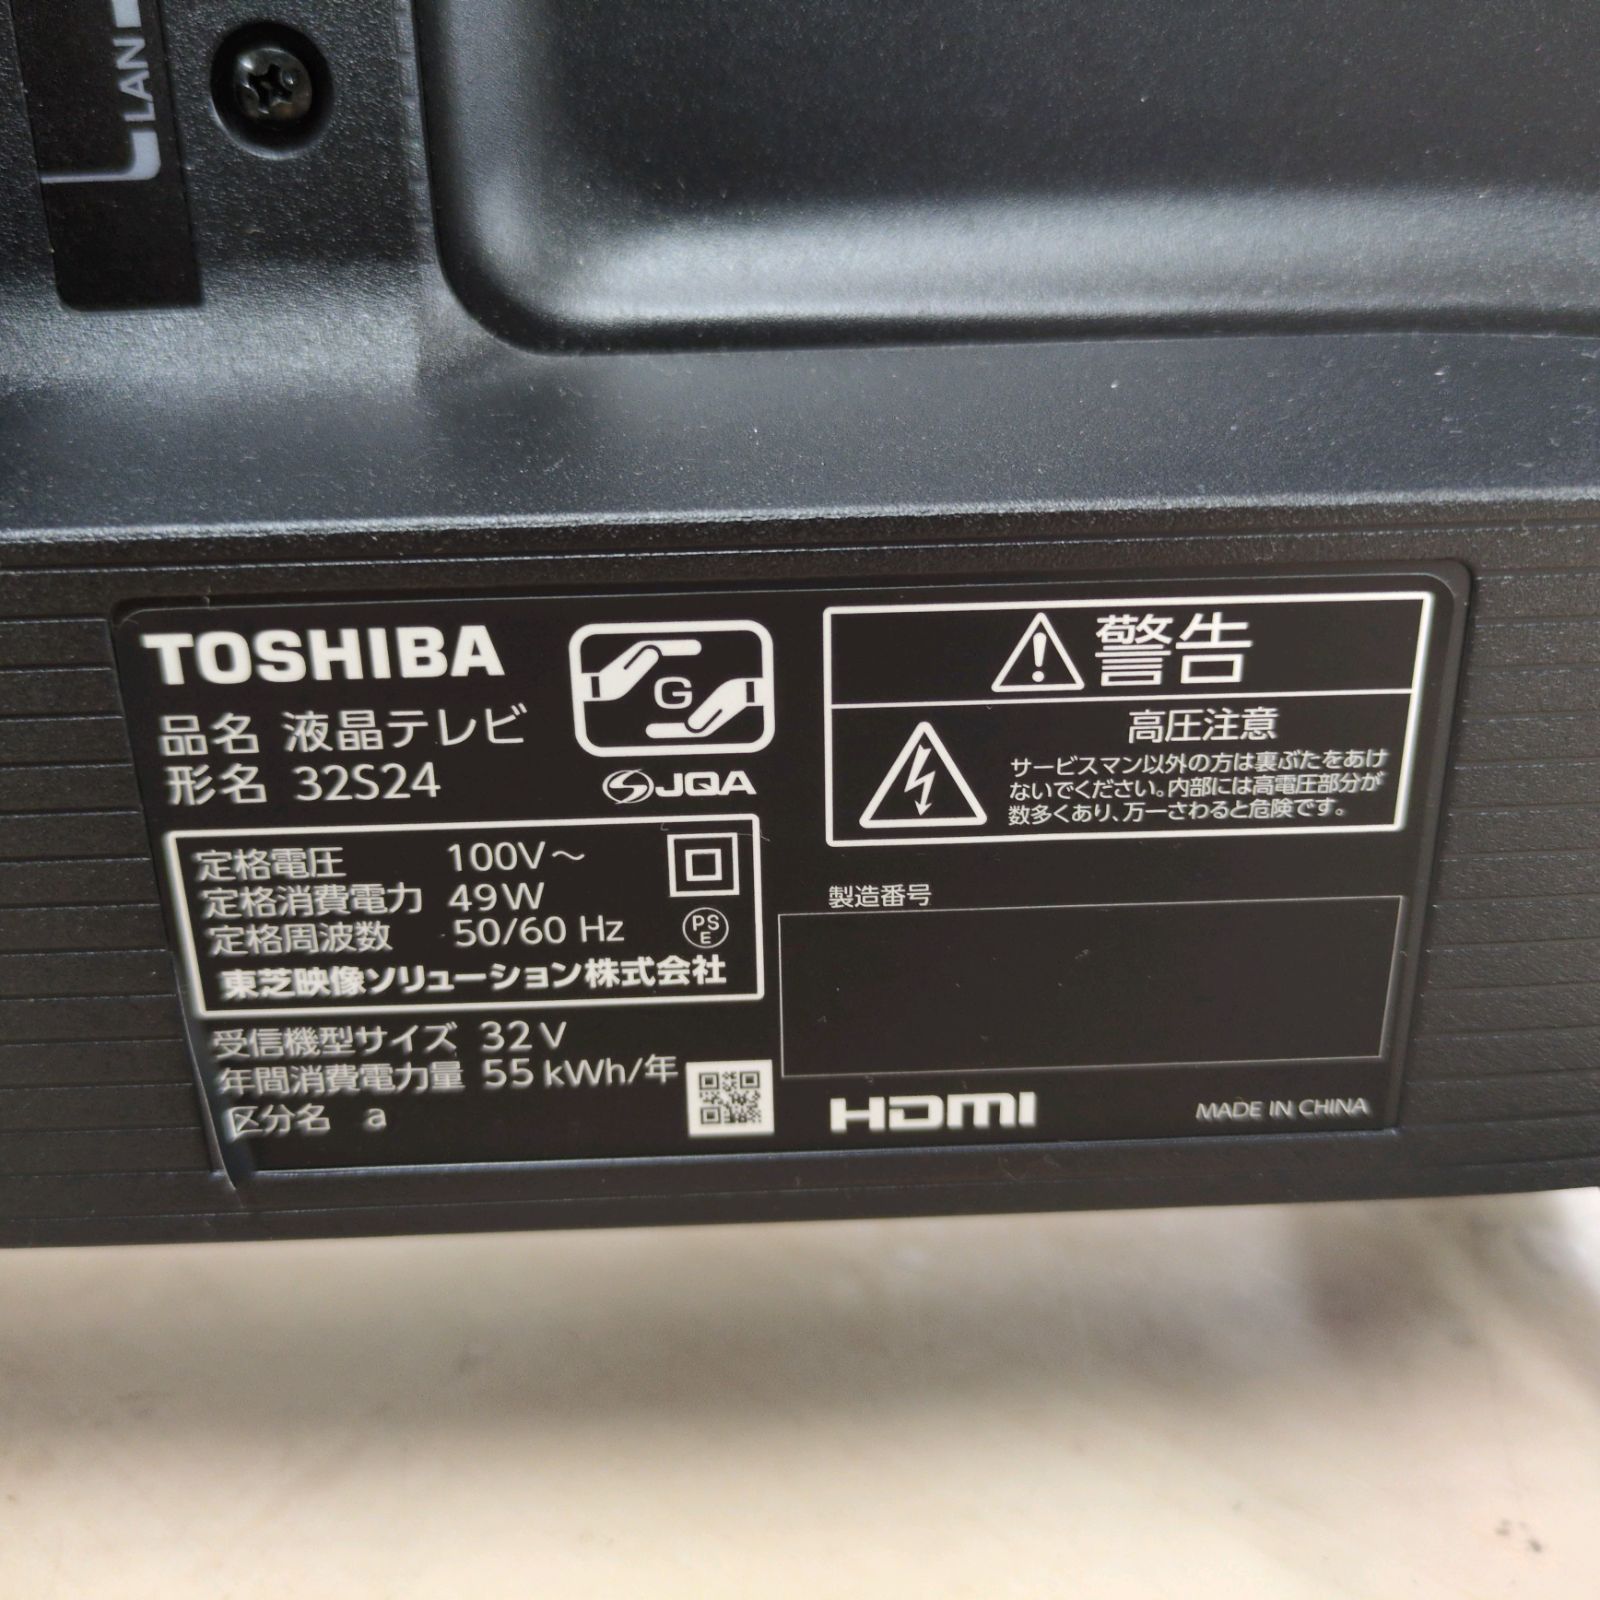 LAN
TOSHIBA
品名 液晶テレビ
形名 32S24
G
JQA
定格電圧 100V～
定格消費電力 49W
定格周波数 50/60 Hz
PS
E
東芝映像ソリューション株式会社
受信機型サイズ 32V
年間消費電力量 55 kWh/年
区分名 a
警告
高圧注意
サービスマン以外の方は裏ぶたをあけ
ないでください。内部には高電圧部分が
数多くあり、万一さわると危険です。
製造番号
HDMI
MADE IN CHINA